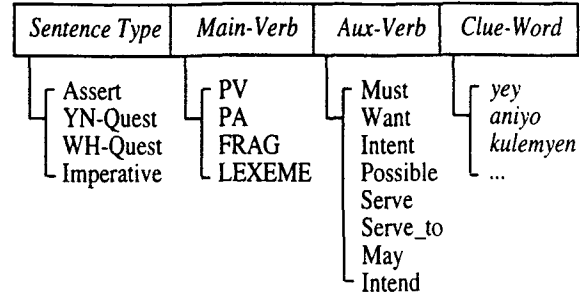 Sentence Type Main-Verb Aux-Verb Clue-Word
Assert PV Must yey
YN-Quest PA Want aniyo
WH-Quest FRAG Intent kulemyen
Imperative LEXEME Possible ...
Serve
Serve_to
May
Intend